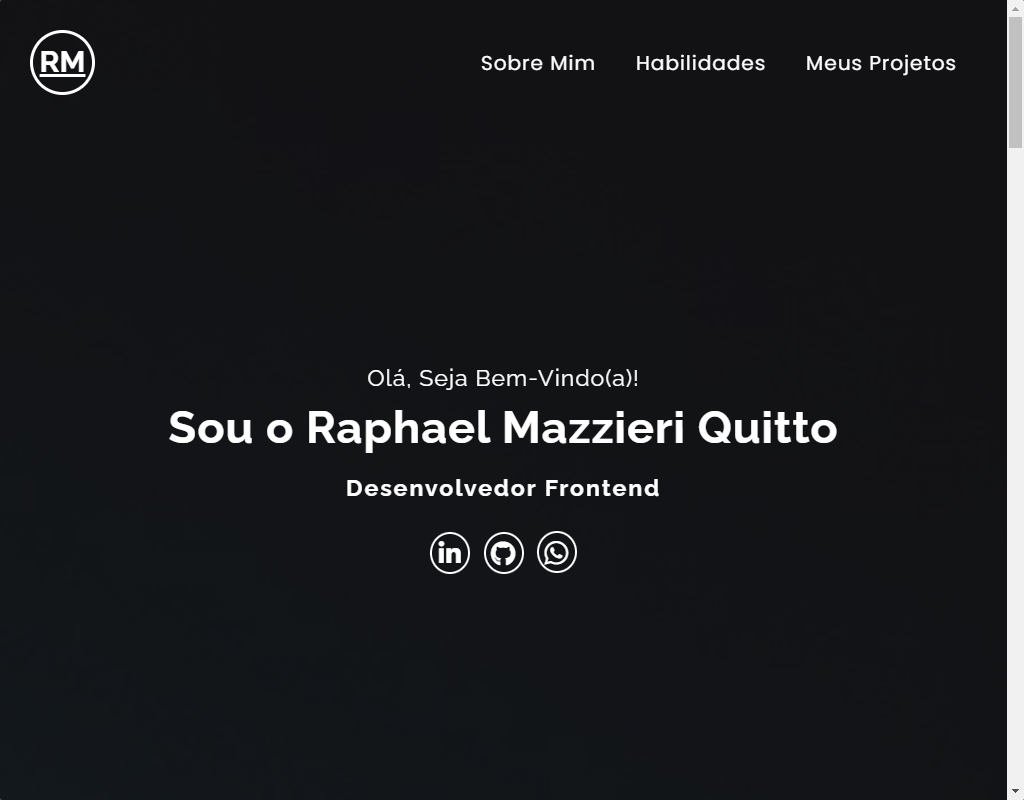 RM
Sobre Mim Habilidades Meus Projetos
Olá, Seja Bem-Vindo(a)!
Sou o Raphael Mazzieri Quitto
Desenvolvedor Frontend
in